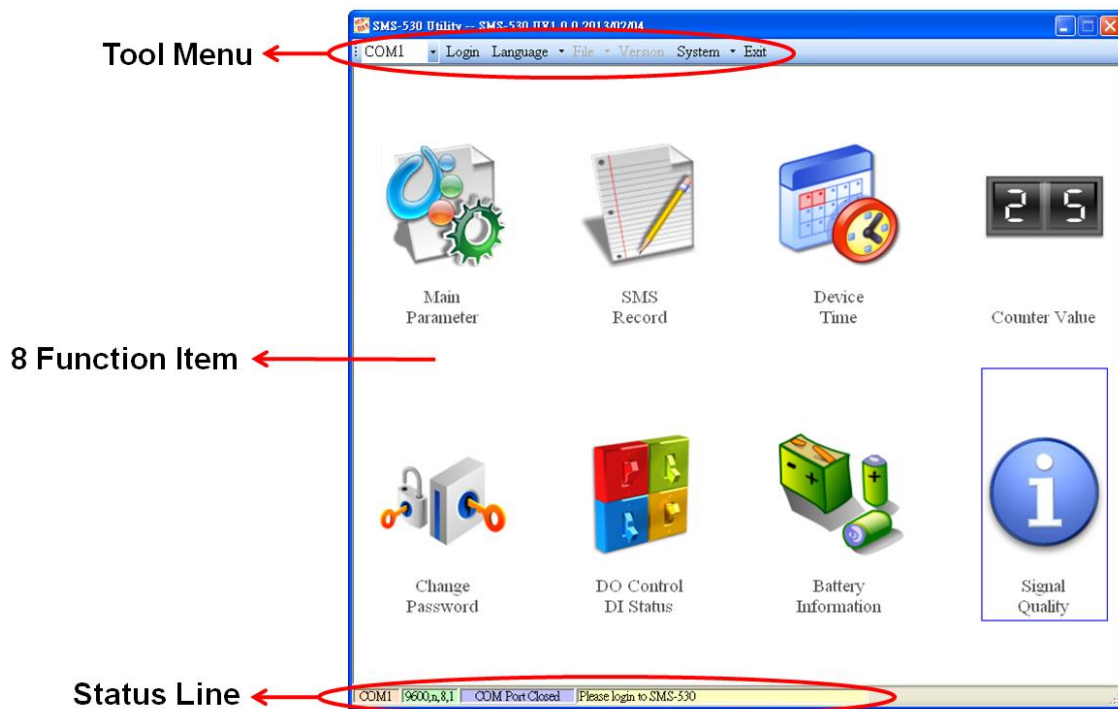 SMS-530 Utility -- SMS-530 UV1.0.0 2013/02/04
Tool Menu
COM1 Login Language File Version System Exit
25
Main
Parameter
SMS
Record
Device
Time
Counter Value
8 Function Item
Change
Password
DO Control
DI Status
Battery
Information
Signal
Quality
Status Line
COM1 9600,n,8,1 COM Port Closed Please login to SMS-530